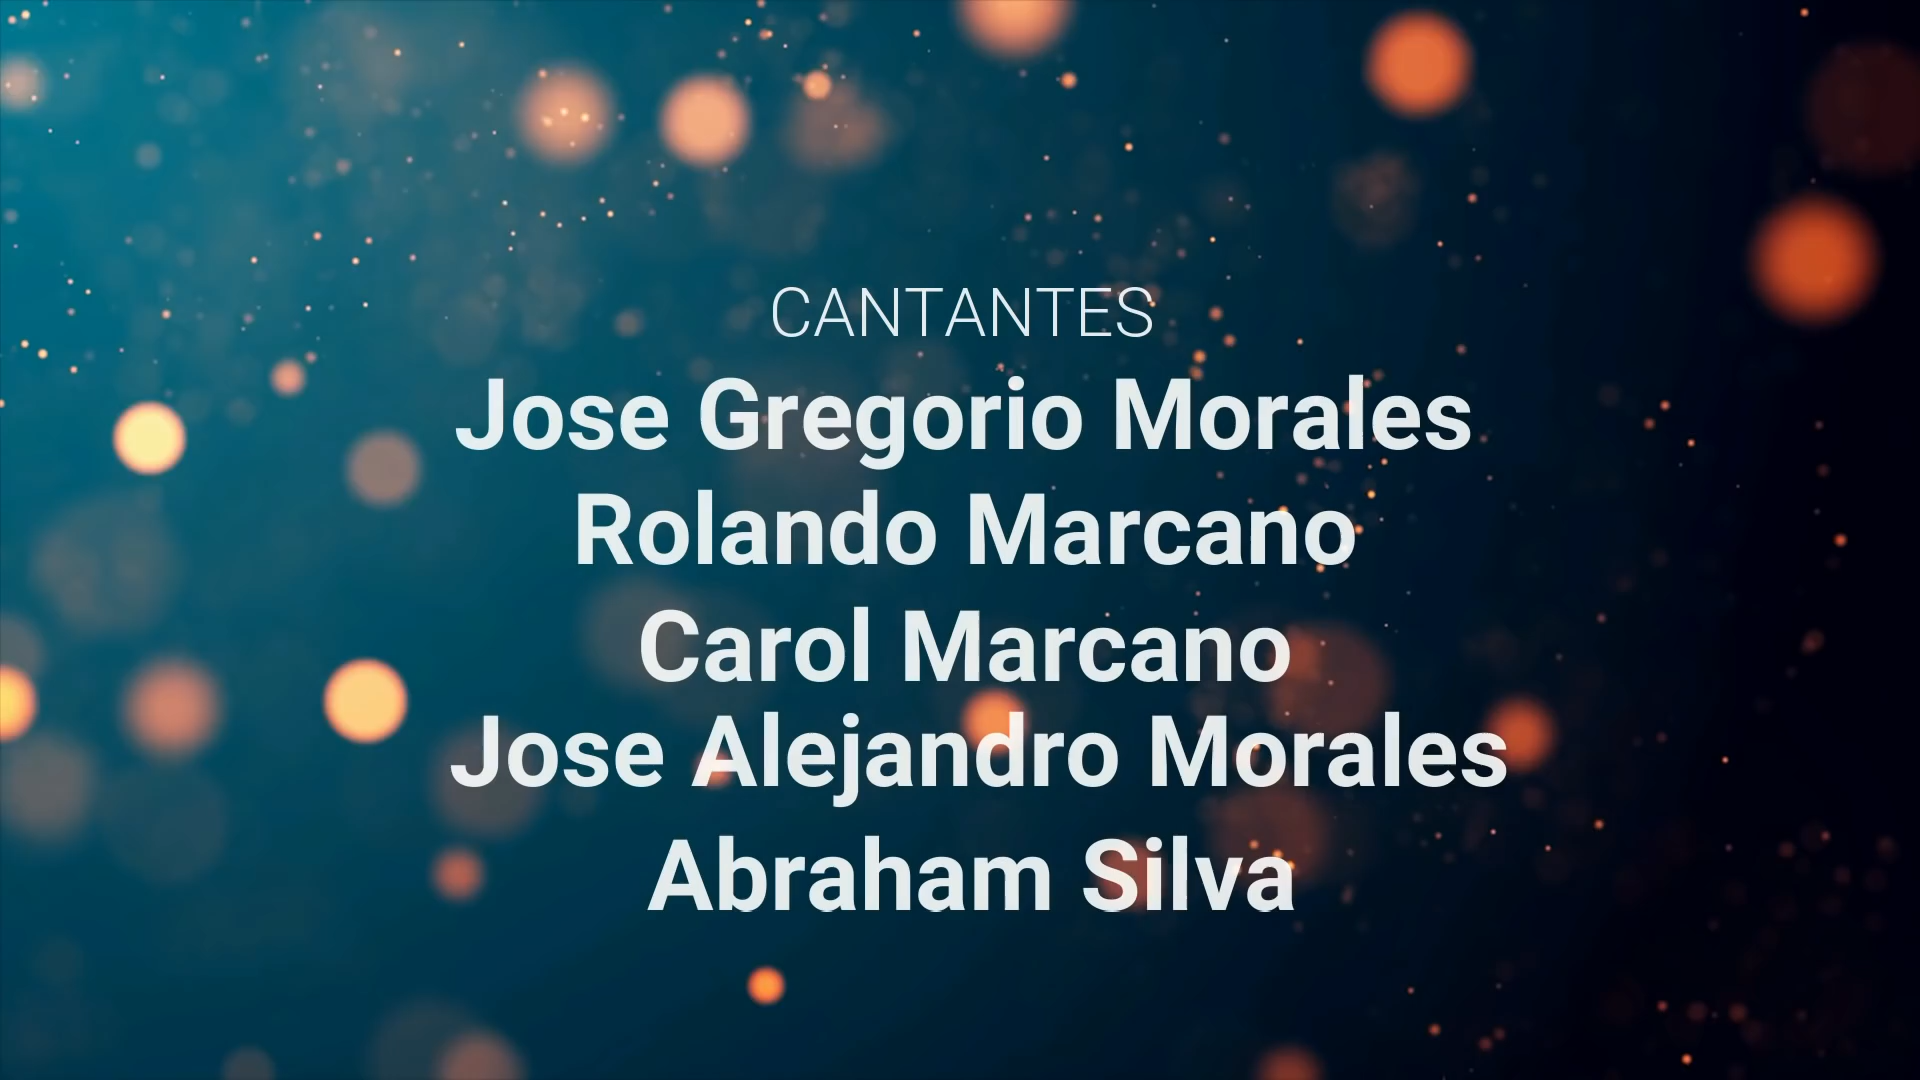 CANTANTES
Jose Gregorio Morales
Rolando Marcano
Carol Marcano
Jose Alejandro Morales
Abraham Silva